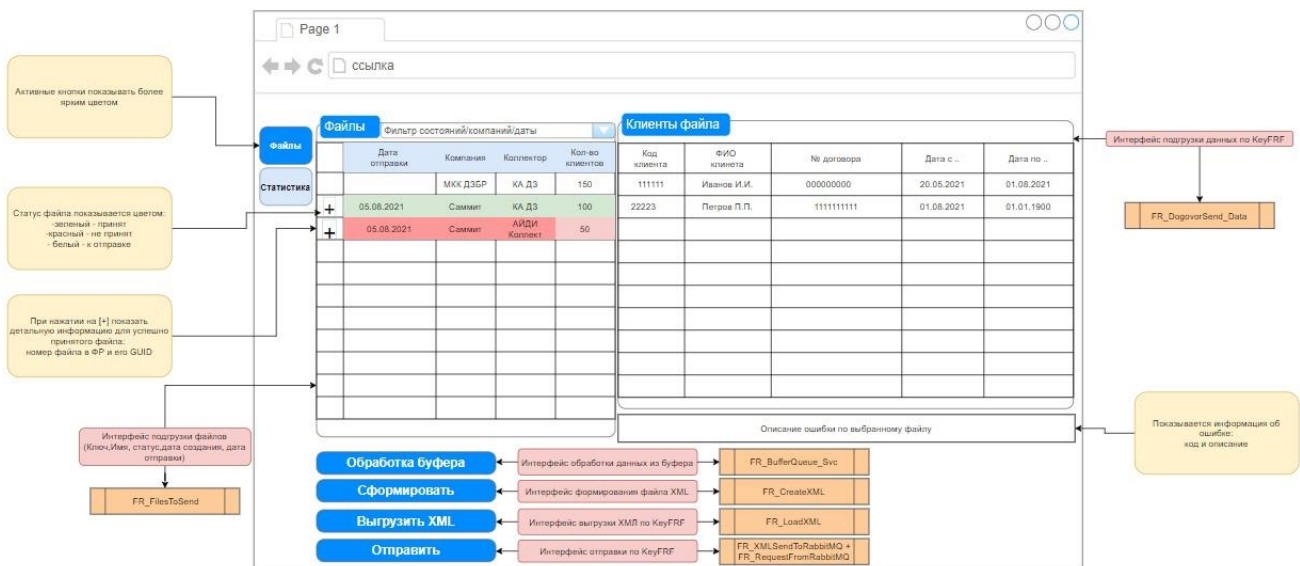 Page 1
ссылка
Активные кнопки показывать более
ярким цветом
Файлы
Статистика
Файлы
Фильтр состояний/компаний/даты
Дата
отправки
Компания
Коллектор
Кол-во
клиентов
МКК ДЗБР
КА ДЗ
150
+
05.08.2021
Саммит
КА ДЗ
100
+
05.08.2021
Саммит
АЙДИ
Коллект
50
Клиенты файла
Код
клиента
ФИО
клинета
№ договора
Дата с ..
Дата по ..
111111
Иванов И.И.
000000000
20.05.2021
01.08.2021
22223
Петров П.П.
1111111111
01.08.2021
01.01.1900
Интерфейс подгрузки данных по KeyFRF
FR_DogovorSend_Data
Статус файла показывается цветом:
-зеленый - принят
-красный - не принят
- белый - к отправке
При нажатии на [+] показать
детальную информацию для успешно
принятого файла:
номер файла в ФР и его GUID
Интерфейс подгрузки файлов
(Ключ,Имя, статус,дата создания, дата
отправки)
FR_FilesToSend
Описание ошибки по выбранному файлу
Показывается информация об
ошибке:
код и описание
Обработка буфера
Интерфейс обработки данных из буфера
FR_BufferQueue_Svc
Сформировать
Интерфейс формирования файла XML
FR_CreateXML
Выгрузить XML
Интерфейс выгрузки ХМЛ по KeyFRF
FR_LoadXML
Отправить
Интерфейс отправки по KeyFRF
FR_XMLSendToRabbitMQ +
FR_RequestFromRabbitMQ